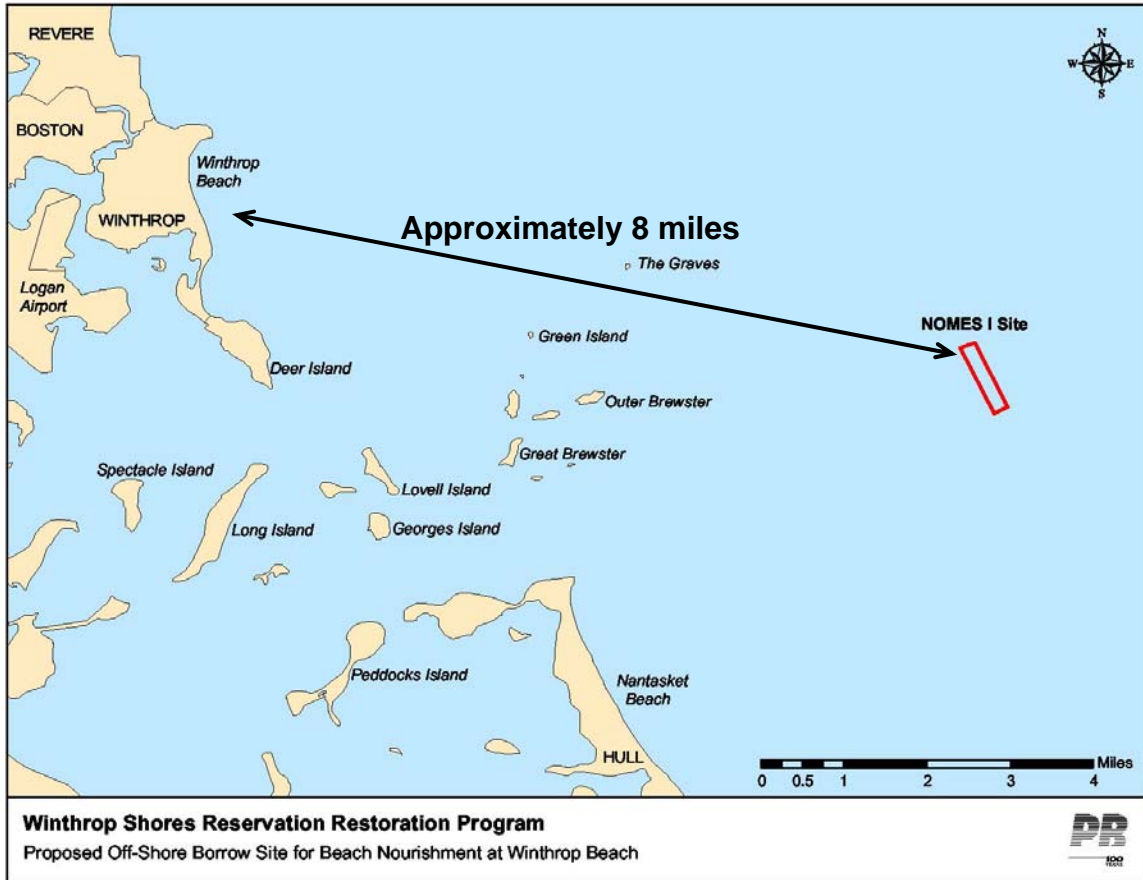 REVERE
N
W E
S
BOSTON
Winthrop
Beach
WINTHROP
Approximately 8 miles
The Graves
Logan
Airport
NOMES I Site
Green Island
Deer Island
Outer Brewster
Great Brewster
Spectacle Island
Lovell Island
Long Island
Georges Island
Peddocks Island
Nantasket
Beach
HULL
Miles
0 0.5 1 2 3 4
Winthrop Shores Reservation Restoration Program
Proposed Off-Shore Borrow Site for Beach Nourishment at Winthrop Beach
PR
100
YEARS